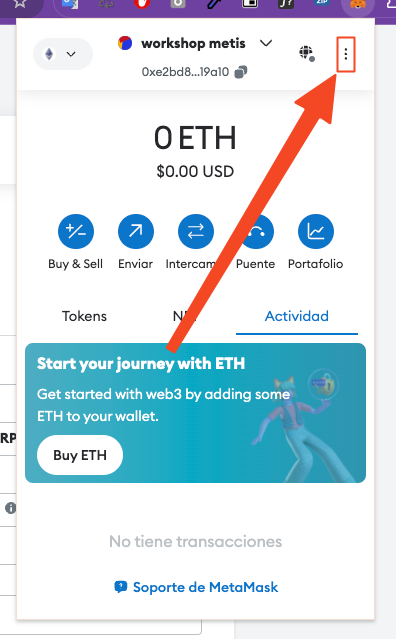 J?
ZIP
workshop metis
0xe2bd8...19a10
0 ETH
$0.00 USD
Buy & Sell
Enviar
Intercam
Puente
Portafolio
Tokens
Actividad
Start your journey with ETH
Get started with web3 by adding some
ETH to your wallet.
Buy ETH
RP
No tiene transacciones
Soporte de MetaMask